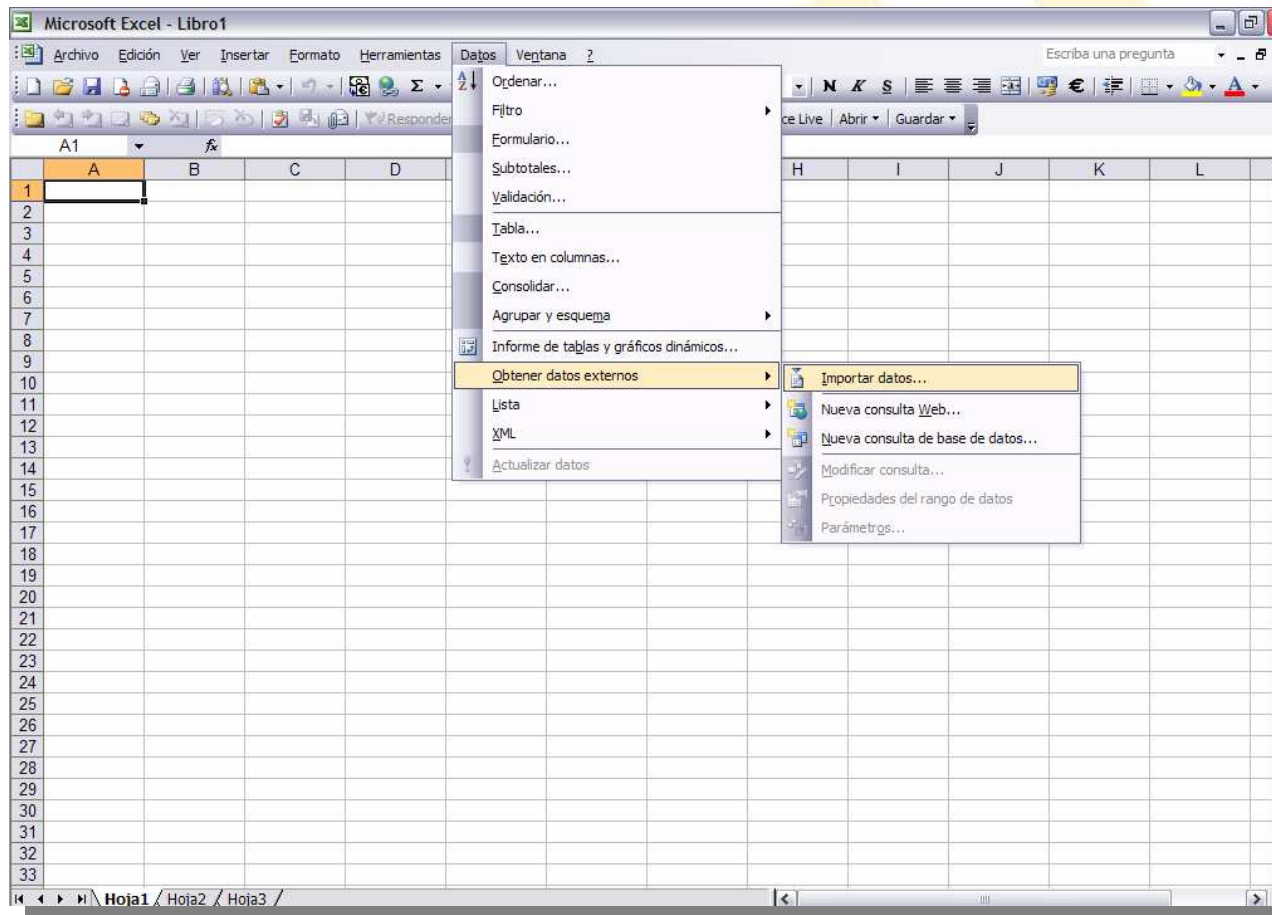 Microsoft Excel - Libro1
Archivo Edición Ver Insertar Formato Herramientas Datos Ventana ? Escriba una pregunta
Σ N K S € A
Responder ce Live Abrir Guardar
A1 fx
A B C D H I J K L
1
2
3
4
5
6
7
8
9
10
11
12
13
14
15
16
17
18
19
20
21
22
23
24
25
26
27
28
29
30
31
32
33
Ordenar...
Filtro
Formulario...
Subtotales...
Validación...
Tabla...
Texto en columnas...
Consolidar...
Agrupar y esquema
Informe de tablas y gráficos dinámicos...
Obtener datos externos
Lista
XML
Actualizar datos
Importar datos...
Nueva consulta Web...
Nueva consulta de base de datos...
Modificar consulta...
Propiedades del rango de datos
Parámetros...
Hoja1 Hoja2 Hoja3